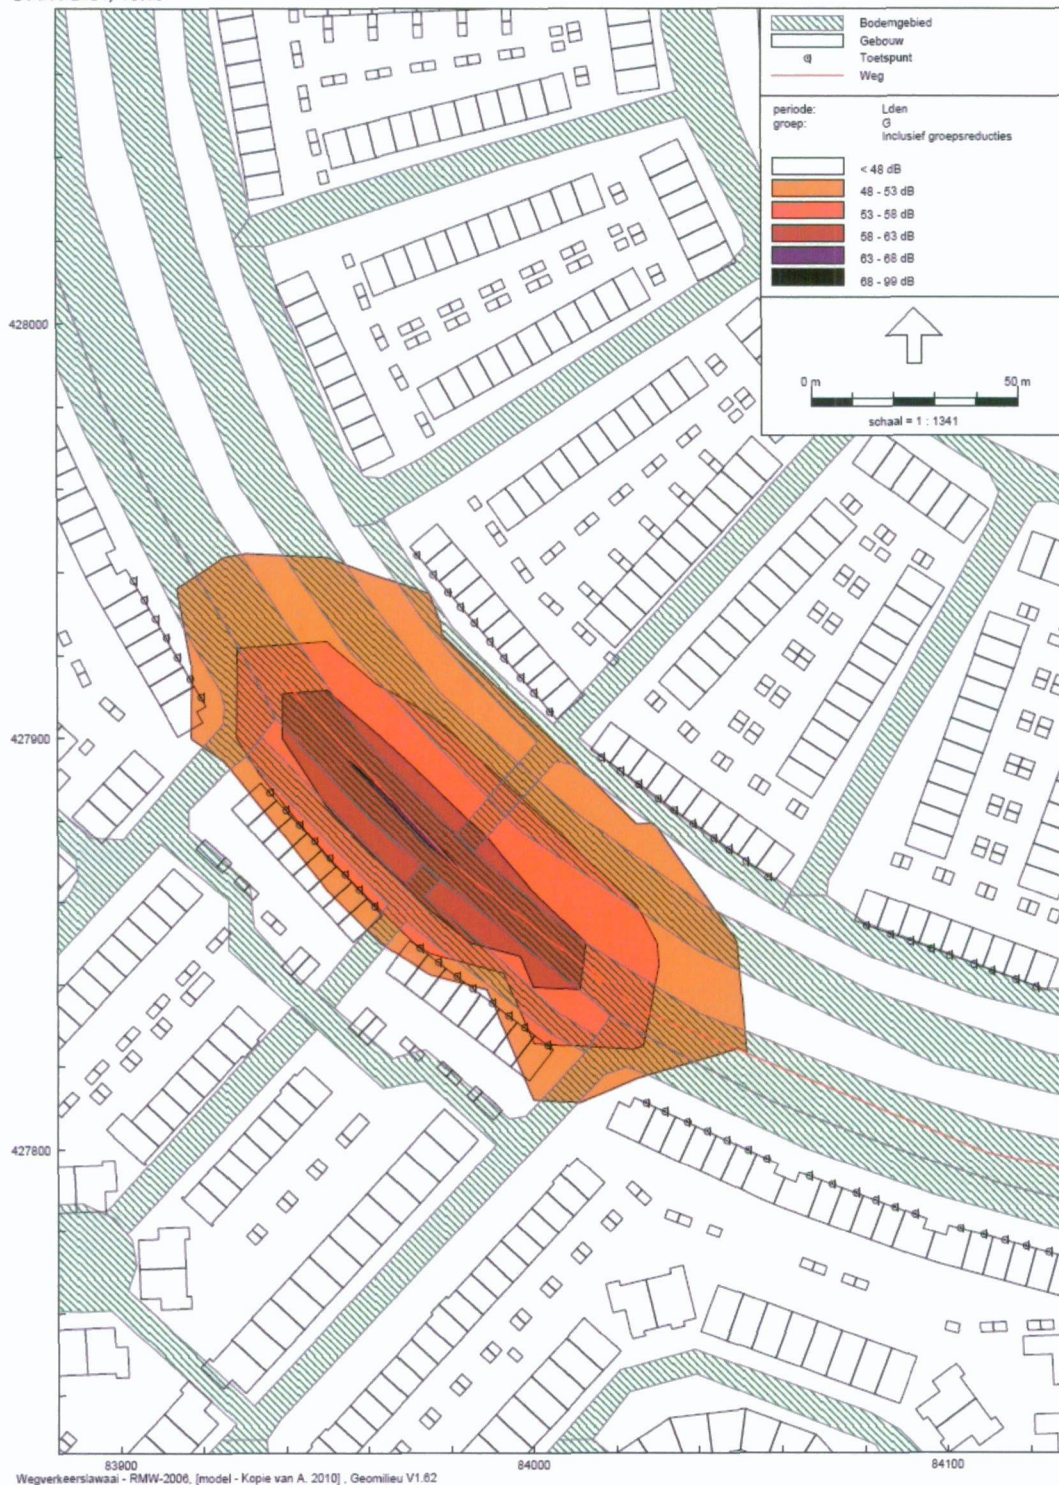 Bodemgebied
Gebouw
Toetspunt
Weg
periode: Lden
groep: G
Inclusief groepsreducties
< 48 dB
48 - 53 dB
53 - 58 dB
58 - 63 dB
63 - 68 dB
68 - 99 dB
0 m 50 m
schaal = 1 : 1341
428000
427900
427800
83900 84000 84100
Wegverkeerslawaai - RMW-2006, [model - Kopie van A. 2010] , Geomilieu V1.62